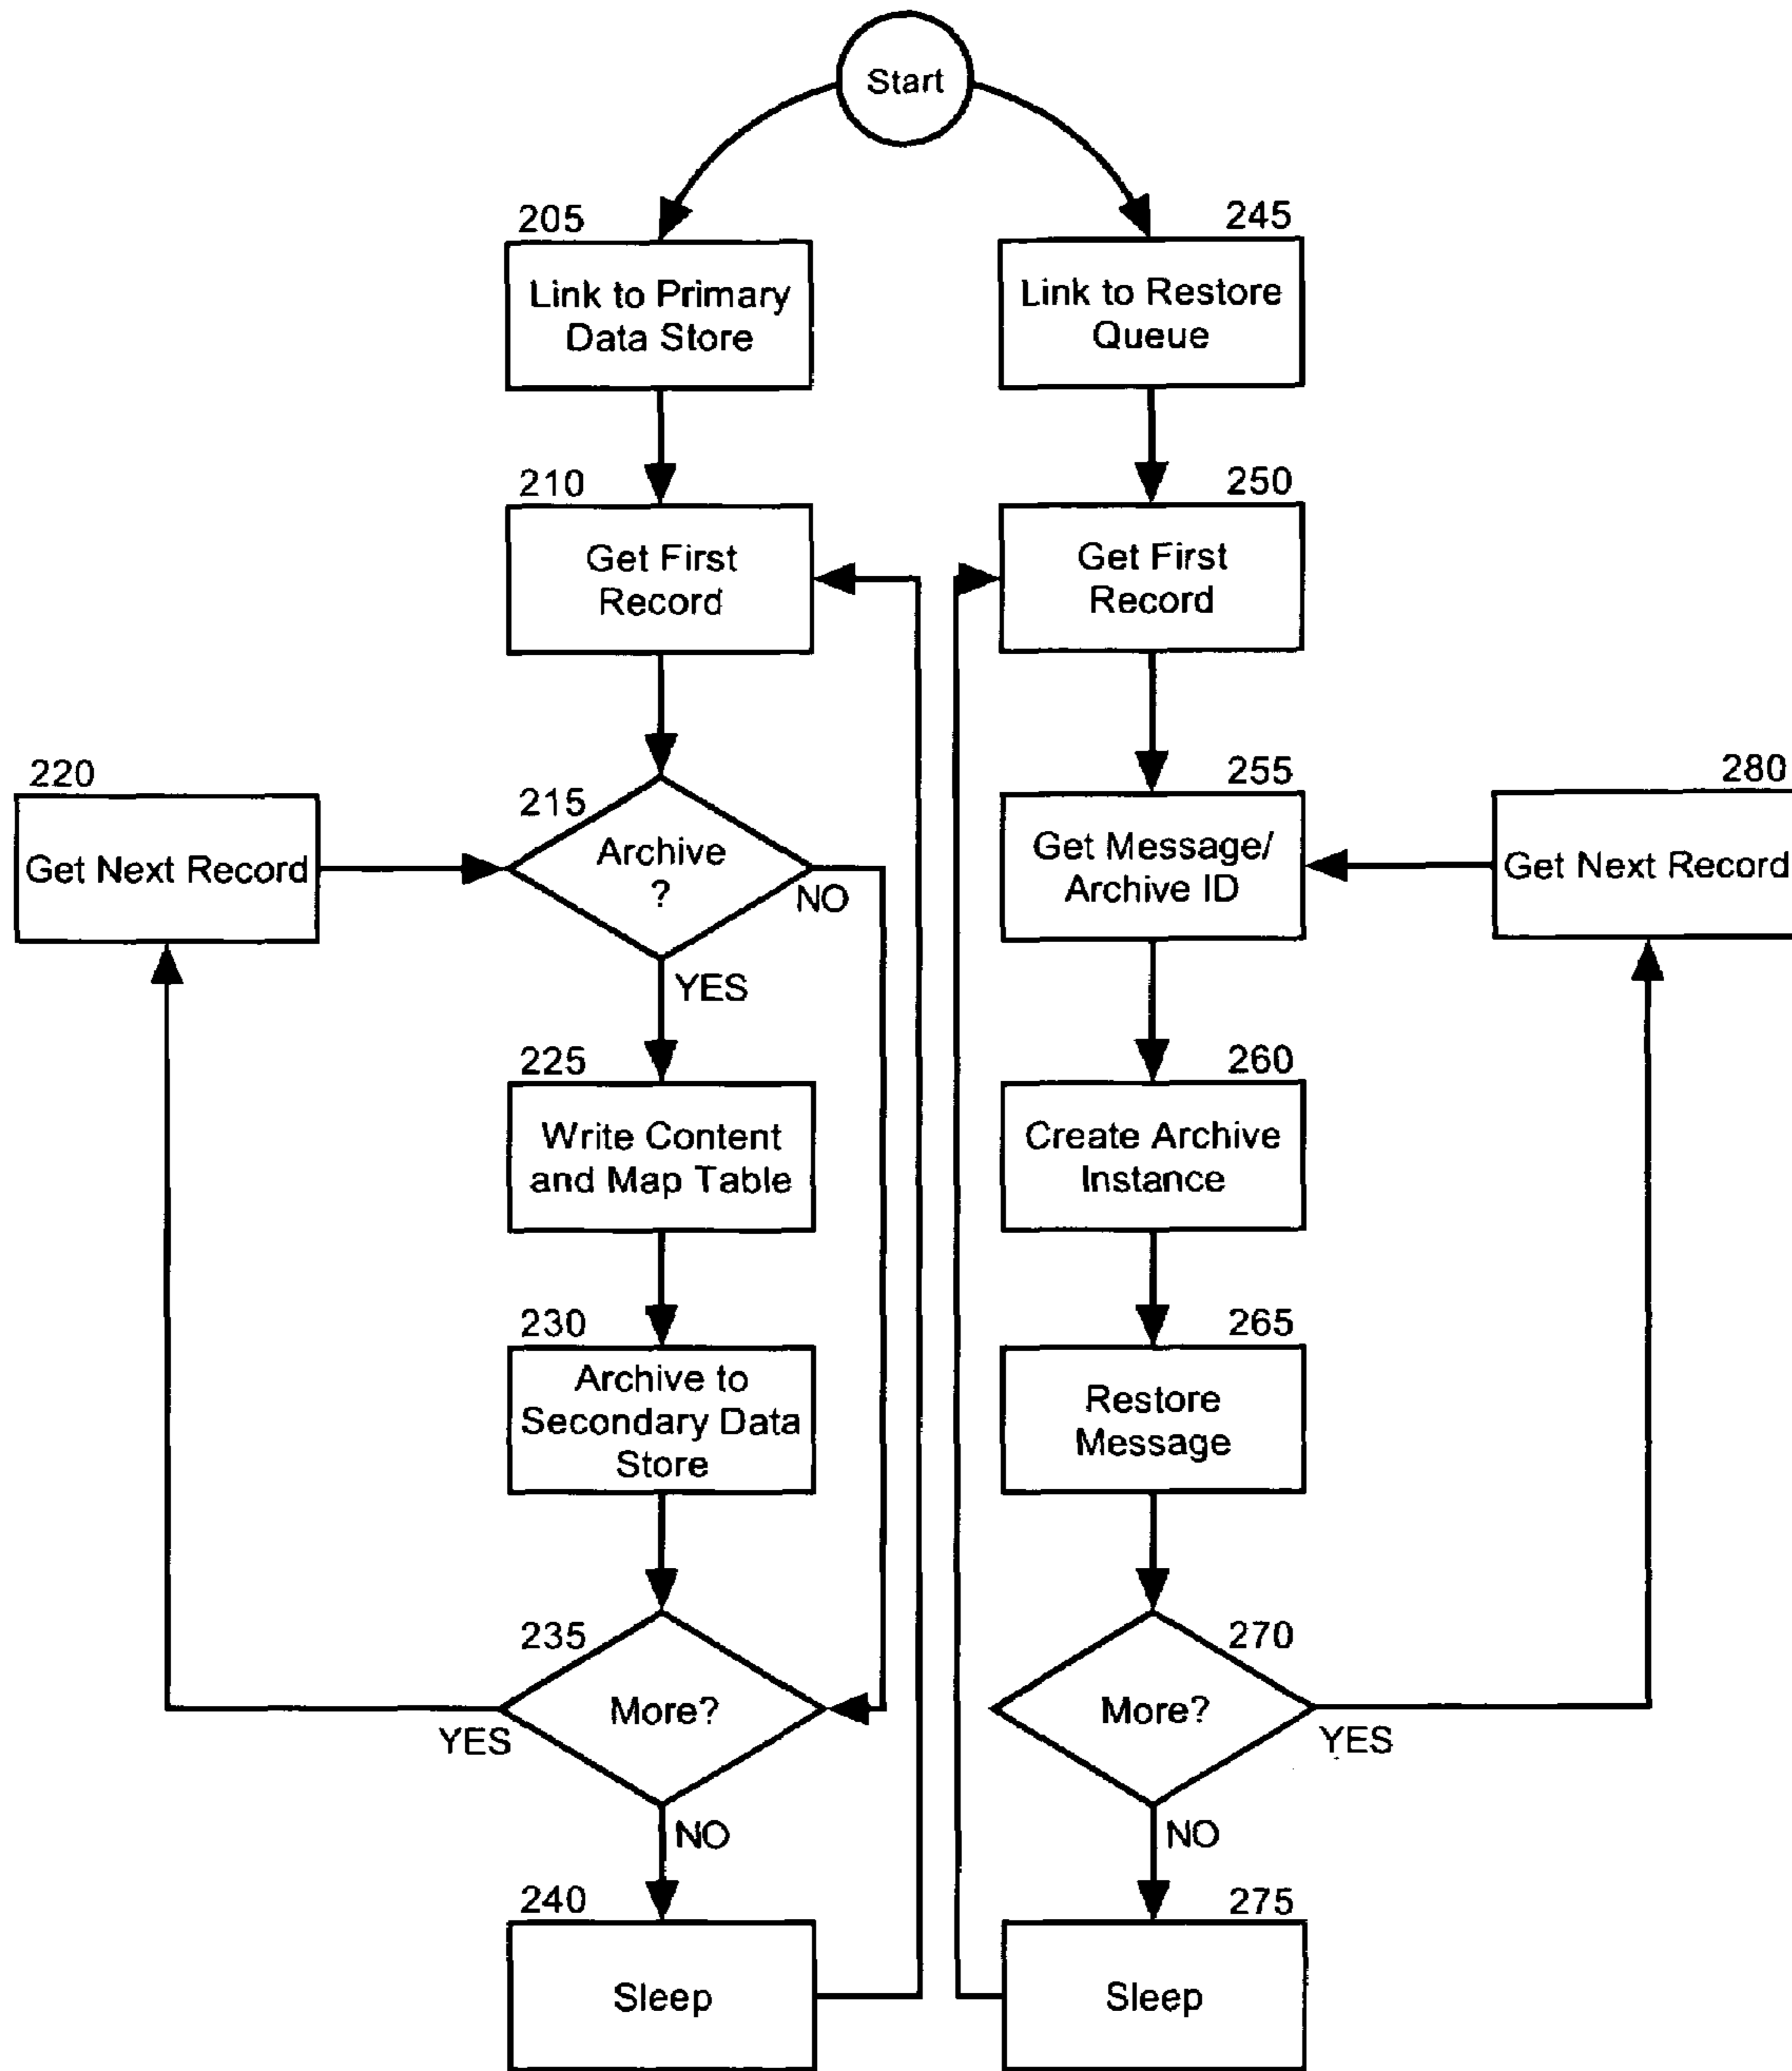 Start
205
Link to Primary
Data Store
210
Get First
Record
215
Archive
?
NO
YES
220
Get Next Record
225
Write Content
and Map Table
230
Archive to
Secondary Data
Store
235
More?
YES
NO
240
Sleep
245
Link to Restore
Queue
250
Get First
Record
255
Get Message/
Archive ID
280
Get Next Record
260
Create Archive
Instance
265
Restore
Message
270
More?
YES
NO
275
Sleep